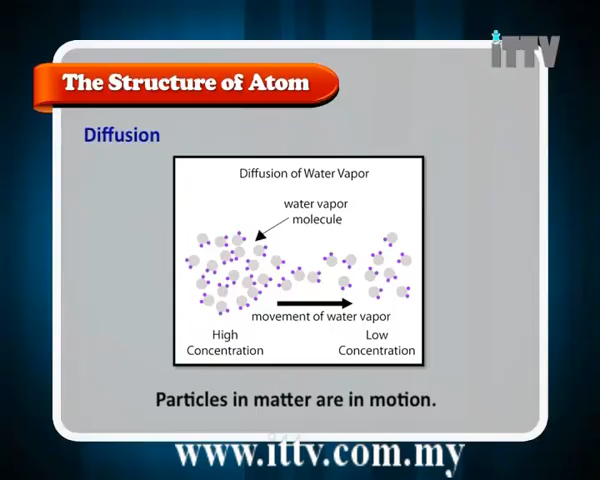 iTTV
The Structure of Atom
Diffusion
Diffusion of Water Vapor
water vapor
molecule
movement of water vapor
High
Concentration
Low
Concentration
Particles in matter are in motion.
www.ittv.com.my